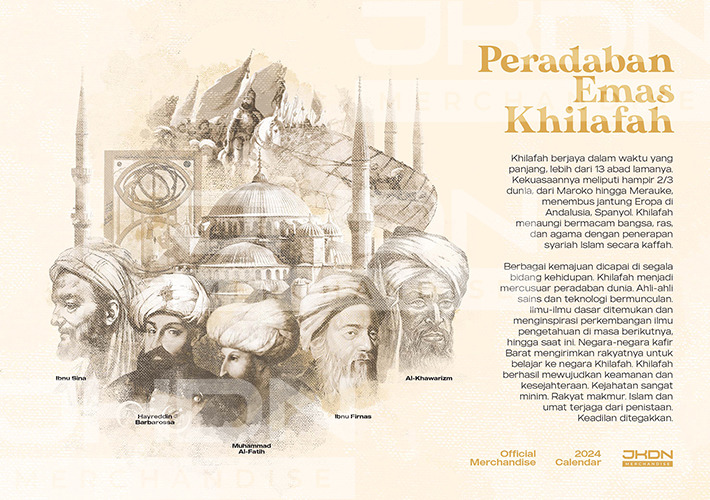 JKDN
MERCHANDISE
Peradaban
Emas
Khilafah
Khilafah berjaya dalam waktu yang
panjang, lebih dari 13 abad lamanya.
Kekuasaannya meliputi hampir 2/3
dunia, dari Maroko hingga Merauke,
menembus jantung Eropa di
Andalusia, Spanyol. Khilafah
menaungi bermacam bangsa, ras,
dan agama dengan penerapan
syariah Islam secara kaffah.
Berbagai kemajuan dicapai di segala
bidang kehidupan. Khilafah menjadi
mercusuar peradaban dunia. Ahli-ahli
sains dan teknologi bermunculan.
Ilmu-ilmu dasar ditemukan dan
menginspirasi perkembangan ilmu
pengetahuan di masa berikutnya,
hingga saat ini. Negara-negara kafir
Barat mengirimkan rakyatnya untuk
belajar ke negara Khilafah. Khilafah
berhasil mewujudkan keamanan dan
kesejahteraan. Kejahatan sangat
minim. Rakyat makmur. Islam dan
umat terjaga dari penistaan.
Keadilan ditegakkan.
Ibnu Sina
Hayreddin
Barbarossa
Muhammad
Al-Fatih
Ibnu Firnas
Al-Khawarizm
Official
Merchandise
2024
Calendar
JKDN
MERCHANDISE